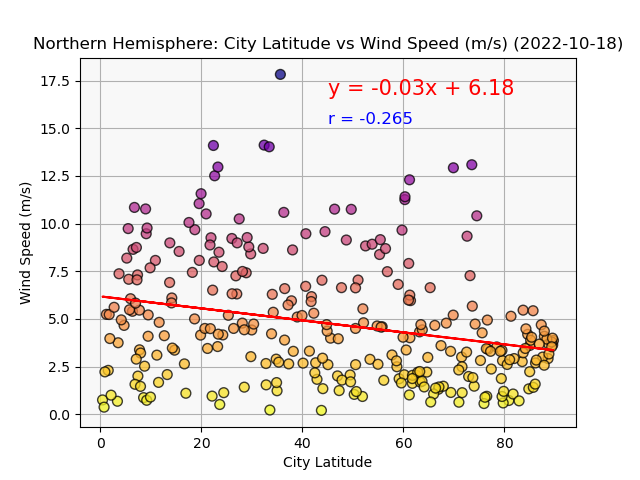 Northern Hemisphere: City Latitude vs Wind Speed (m/s) (2022-10-18)
17.5
y = -0.03x + 6.18
15.0
r = -0.265
12.5
10.0
7.5
5.0
2.5
0.0
Wind Speed (m/s)
0 20 40 60 80
City Latitude